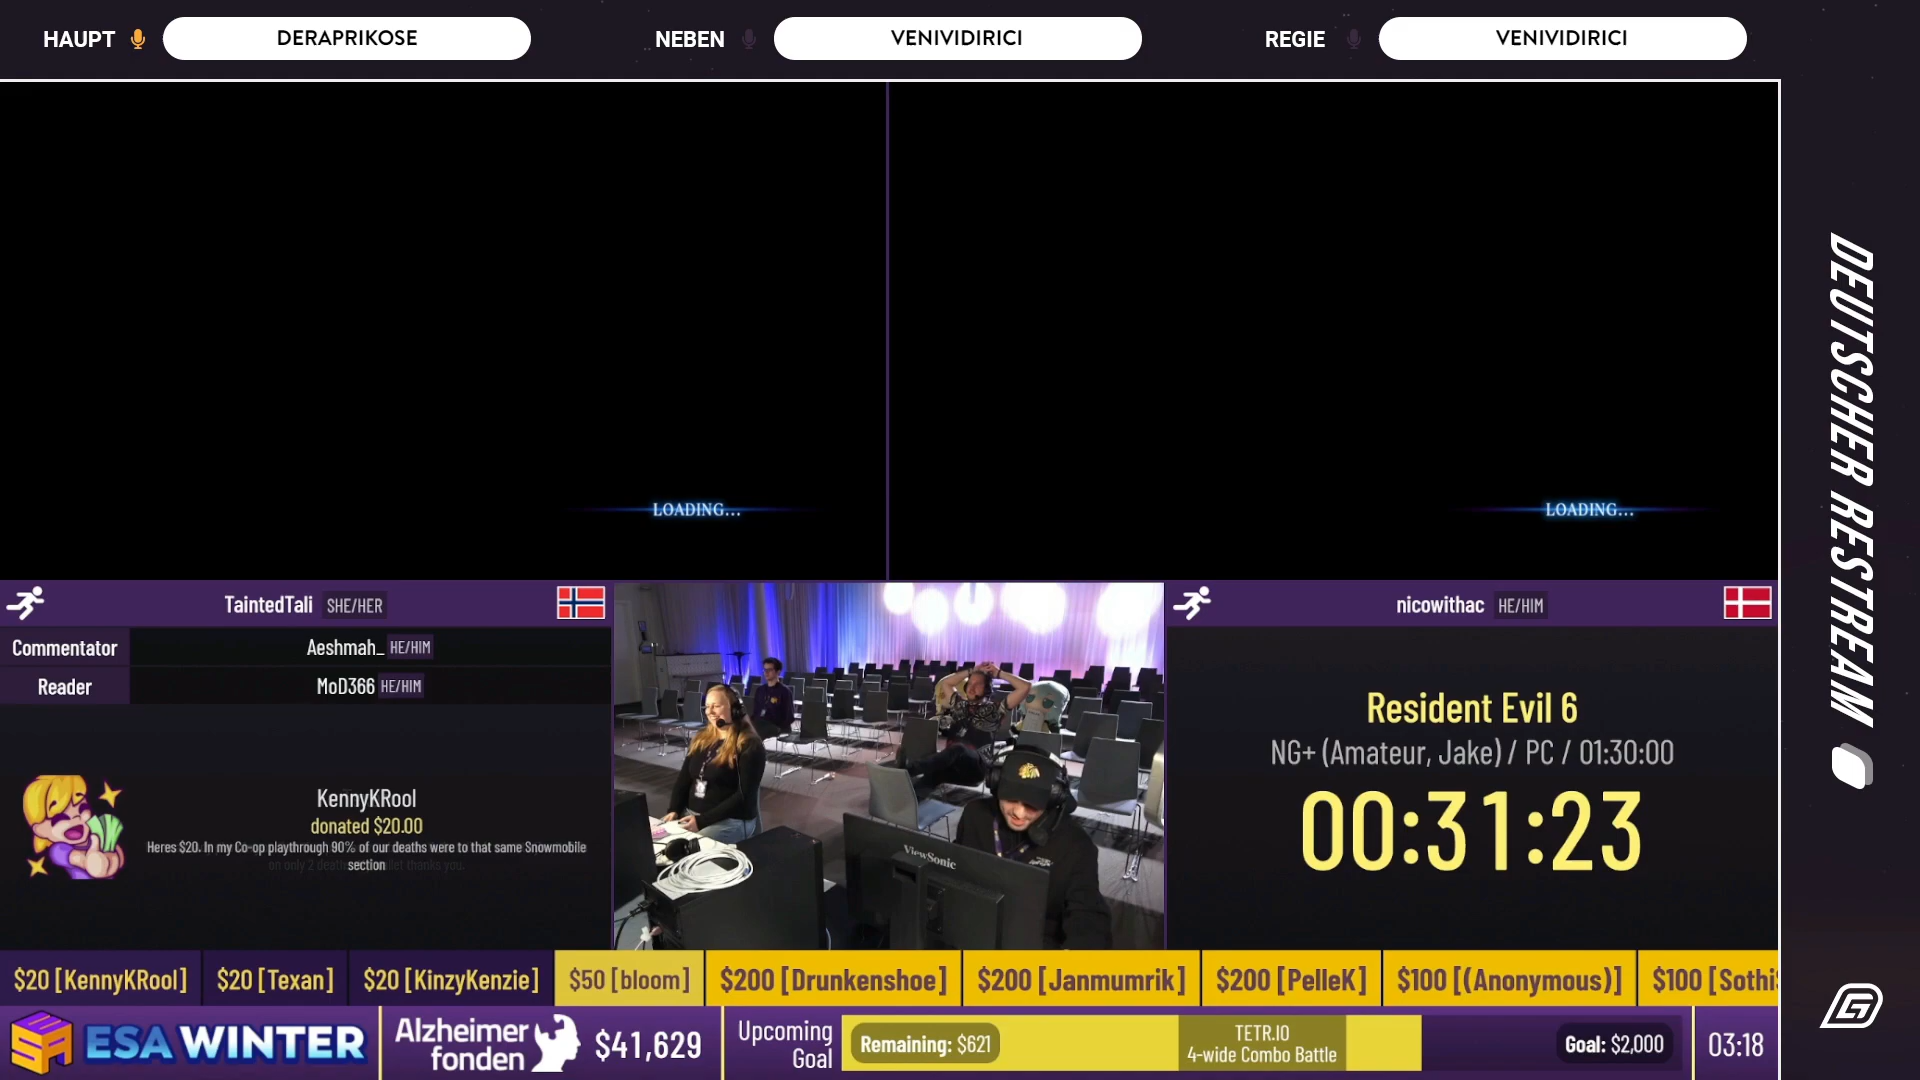 HAUPT
DERAPRIKOSE
NEBEN
VENIVIDIRICI
REGIE
VENIVIDIRICI
LOADING...
LOADING...
TaintedTali SHE/HER
Commentator
Aeshmah_ HE/HIM
Reader
MoD366 HE/HIM
KennyKRool
donated $20.00
Heres $20. In my Co-op playthrough 90% of our deaths were to that same Snowmobile
section
ViewSonic
nicowithac HE/HIM
Resident Evil 6
NG+ (Amateur, Jake) / PC / 01:30:00
00:31:23
DEUTSCHER RESTREAM
$20 [KennyKRool]
$20 [Texan]
$20 [KinzyKenzie]
$50 [bloom]
$200 [Drunkenshoe]
$200 [Janmumrik]
$200 [PelleK]
$100 [(Anonymous)]
$100 [Sothi
ESA WINTER
Alzheimer
fonden
$41,629
Upcoming
Goal
Remaining: $621
TETR.IO
4-wide Combo Battle
Goal: $2,000
03:18